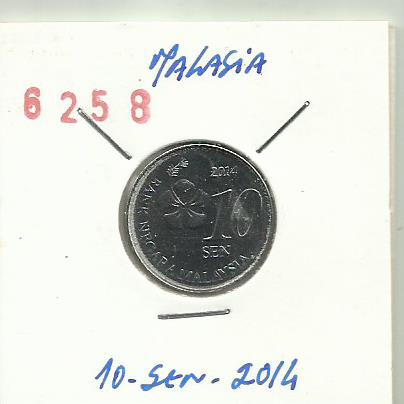 MALASIA
6258
2014
10
SEN
BANK NEGARA MALAYSIA
10-SEN-2014